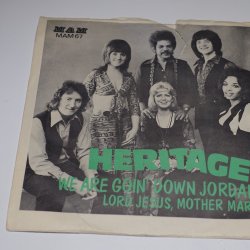 MAM
MAM 67
HERITAGE
WE ARE GOIN' DOWN JORDAN
LORD JESUS, MOTHER MARY